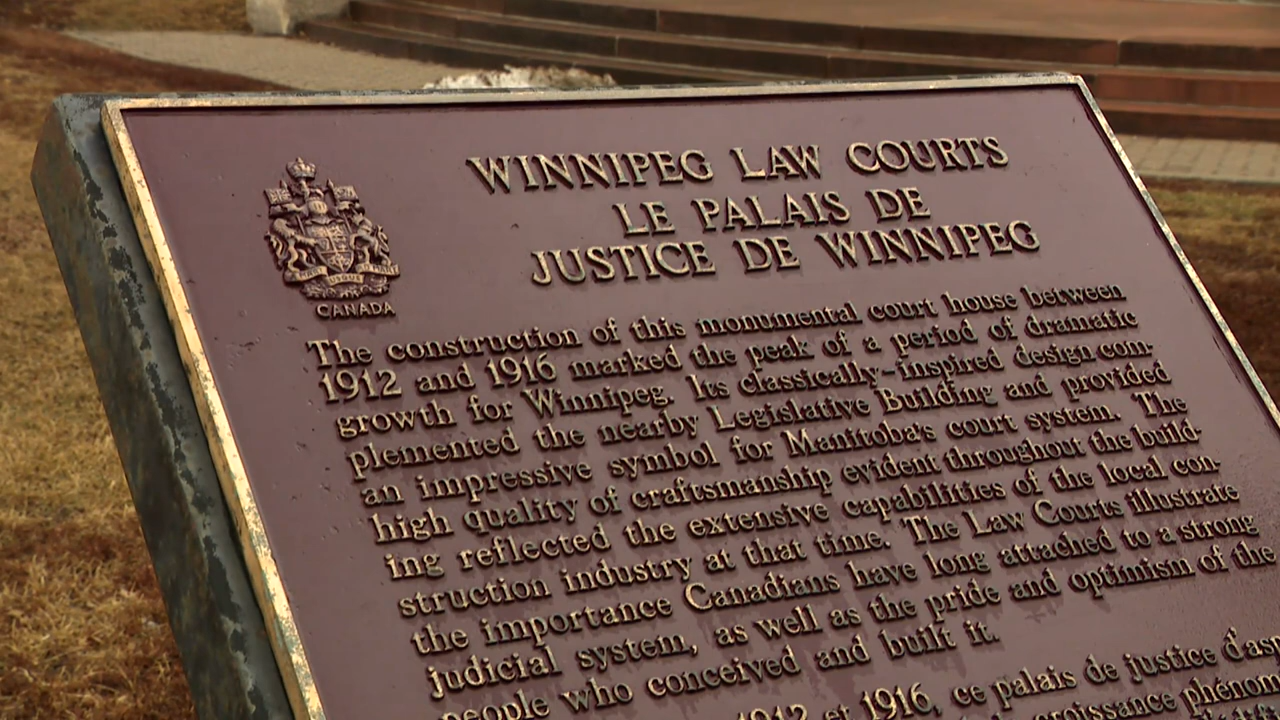 WINNIPEG LAW COURTS
LE PALAIS DE
JUSTICE DE WINNIPEG
CANADA
The construction of this monumental court house between
1912 and 1916 marked the peak of a period of dramatic
growth for Winnipeg. Its classically-inspired design com-
plemented the nearby Legislative Building and provided
an impressive symbol for Manitoba's court system. The
high quality of craftsmanship evident throughout the build-
ing reflected the extensive capabilities of the local con-
struction industry at that time. The Law Courts illustrate
the importance Canadians have long attached to a strong
judicial system, as well as the pride and optimism of the
people who conceived and built it.
1912 et 1916, ce palais de justice d'asp
croissance phénom